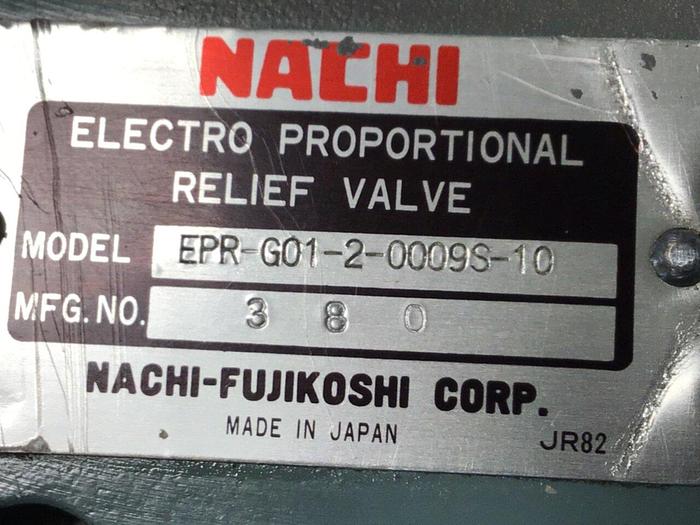 NACHI
ELECTRO PROPORTIONAL
RELIEF VALVE
MODEL EPR-G01-2-0009S-10
MFG. NO. 3 8 0
NACHI-FUJIKOSHI CORP.
MADE IN JAPAN
JR82